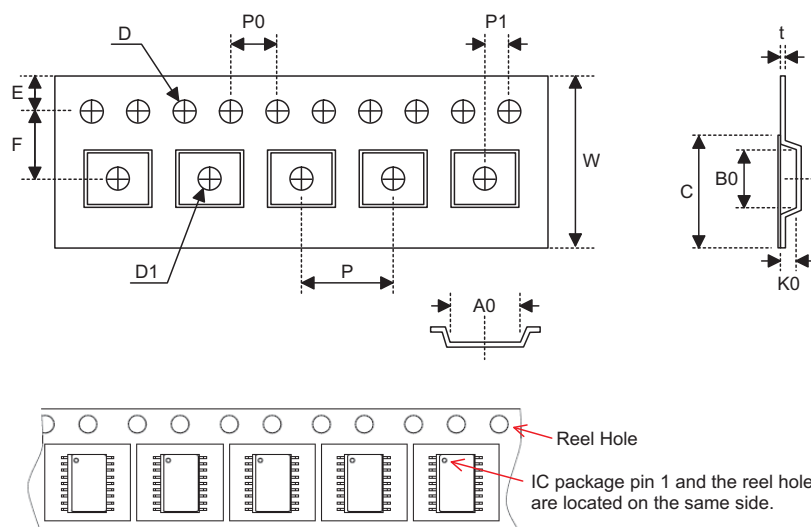 D
P0
P1
t
E
F
W
C
B0
D1
P
K0
A0
Reel Hole
IC package pin 1 and the reel hole
are located on the same side.